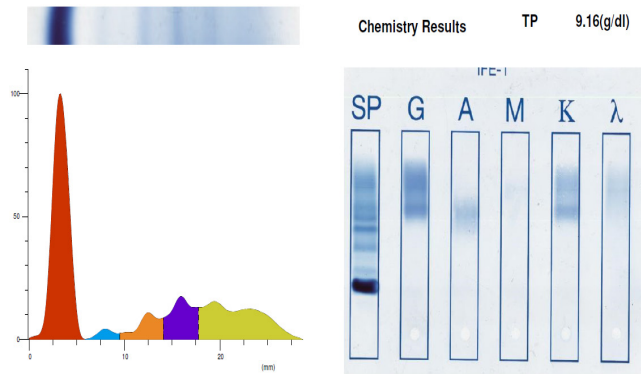 Chemistry Results TP 9.16(g/dl)
IFE-1
SP G A M K λ
100
50
0
0 10 20
(mm)